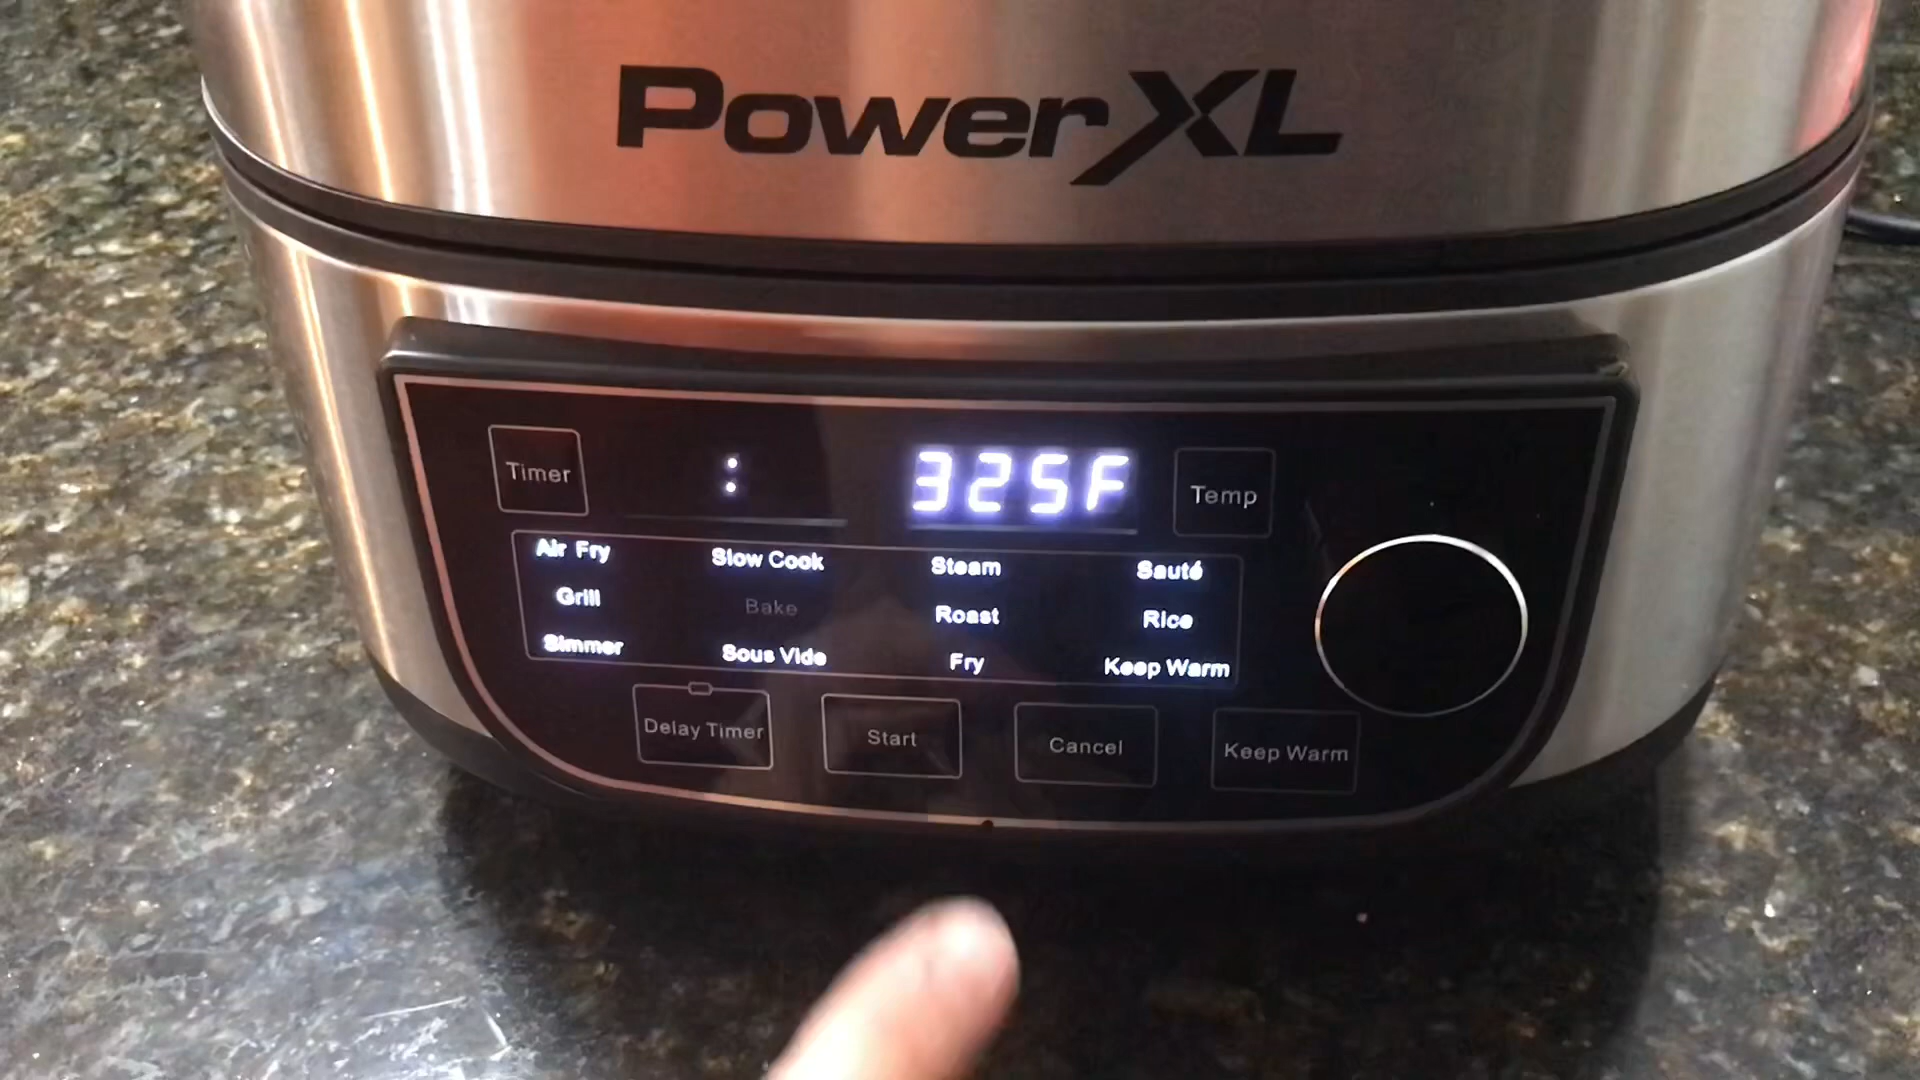 PowerXL
Timer : 325F Temp
Air Fry Slow Cook Steam Sauté
Grill Bake Roast Rice
Simmer Sous Vide Fry Keep Warm
Delay Timer Start Cancel Keep Warm